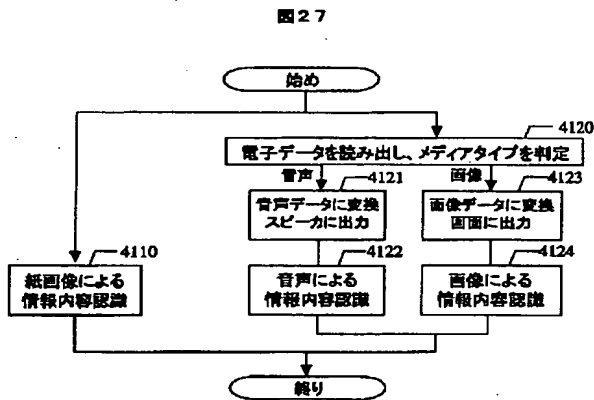 図27
始め
4120
電子データを読み出し、メディアタイプを判定
音声
4121
画像
4123
音声データに変換
スピーカに出力
画像データに変換
画面に出力
4110
4122
4124
紙画像による
情報内容認識
音声による
情報内容認識
画像による
情報内容認識
終り